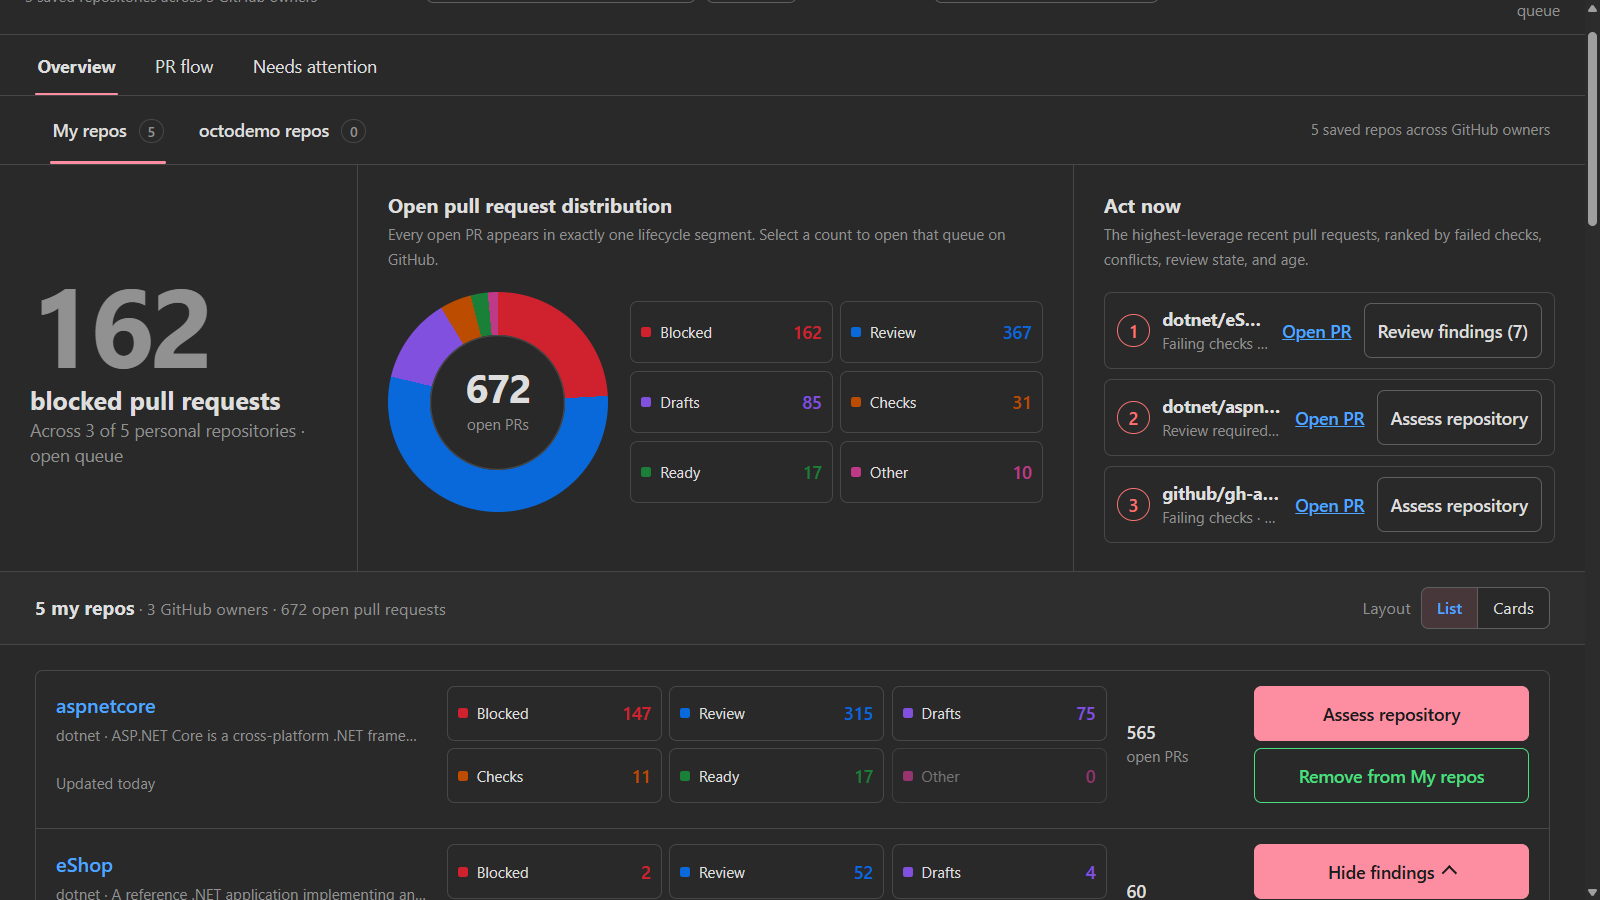 queue
Overview
PR flow
Needs attention
My repos 5
octodemo repos 0
5 saved repos across GitHub owners
162
blocked pull requests
Across 3 of 5 personal repositories ·
open queue
Open pull request distribution
Every open PR appears in exactly one lifecycle segment. Select a count to open that queue on
GitHub.
672
open PRs
Blocked 162
Review 367
Drafts 85
Checks 31
Ready 17
Other 10
Act now
The highest-leverage recent pull requests, ranked by failed checks,
conflicts, review state, and age.
1
dotnet/eS...
Failing checks ...
Open PR
Review findings (7)
2
dotnet/aspn...
Review required...
Open PR
Assess repository
3
github/gh-a...
Failing checks · ...
Open PR
Assess repository
5 my repos · 3 GitHub owners · 672 open pull requests
Layout
List
Cards
aspnetcore
dotnet · ASP.NET Core is a cross-platform .NET frame...
Updated today
Blocked 147
Review 315
Drafts 75
Checks 11
Ready 17
Other 0
565
open PRs
Assess repository
Remove from My repos
eShop
dotnet · A reference .NET application implementing an...
Blocked 2
Review 52
Drafts 4
60
Hide findings